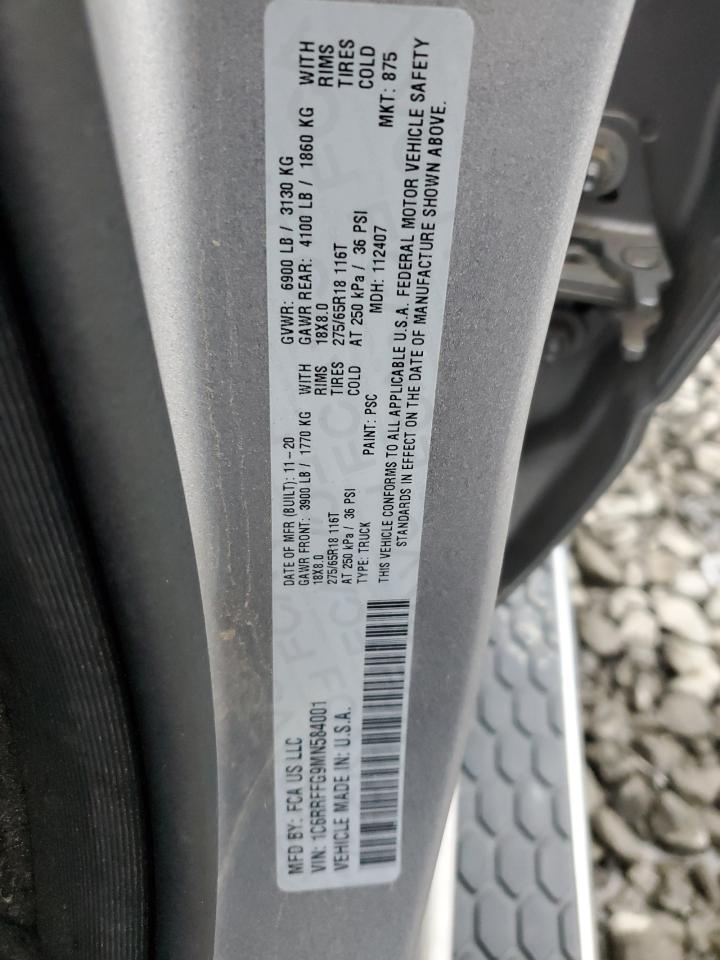 MFD BY: FCA US LLC
VIN: 1C6RRFFG9MN584001
VEHICLE MADE IN: U.S.A.
DATE OF MFR (BUILT): 11-20
GAWR FRONT: 3900 LB / 1770 KG WITH
18X8.0 RIMS
275/65R18 116T TIRES
AT 250 kPa / 36 PSI COLD
TYPE: TRUCK PAINT: PSC
GVWR: 6900 LB / 3130 KG
GAWR REAR: 4100 LB / 1860 KG WITH
18X8.0 RIMS
275/65R18 116T TIRES
AT 250 kPa / 36 PSI COLD
MDH: 112407 MKT: 875
THIS VEHICLE CONFORMS TO ALL APPLICABLE U.S.A. FEDERAL MOTOR VEHICLE SAFETY
STANDARDS IN EFFECT ON THE DATE OF MANUFACTURE SHOWN ABOVE.